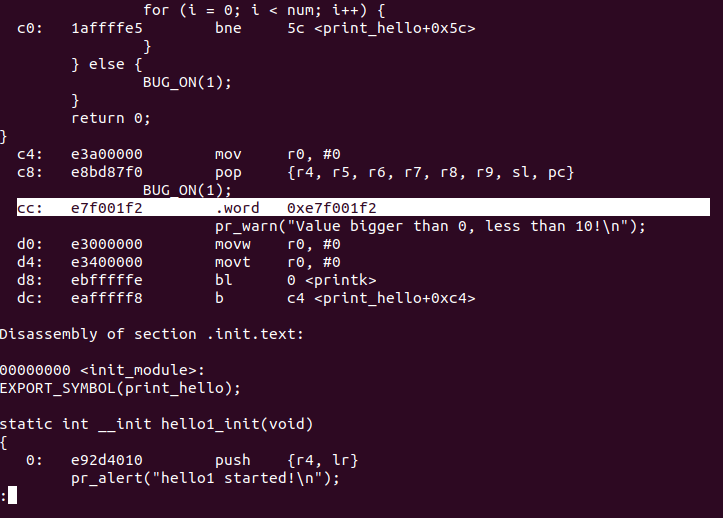 for (i = 0; i < num; i++) {
  c0:   1affffe5        bne     5c <print_hello+0x5c>
                }
        } else {
                BUG_ON(1);
        }
        return 0;
}
  c4:   e3a00000        mov     r0, #0
  c8:   e8bd87f0        pop     {r4, r5, r6, r7, r8, r9, sl, pc}
                BUG_ON(1);
  cc:   e7f001f2        .word   0xe7f001f2
                        pr_warn("Value bigger than 0, less than 10!\n");
  d0:   e3000000        movw    r0, #0
  d4:   e3400000        movt    r0, #0
  d8:   ebfffffe        bl      0 <printk>
  dc:   eafffff8        b       c4 <print_hello+0xc4>

Disassembly of section .init.text:

00000000 <init_module>:
EXPORT_SYMBOL(print_hello);

static int __init hello1_init(void)
{
   0:   e92d4010        push    {r4, lr}
        pr_alert("hello1 started!\n");
: